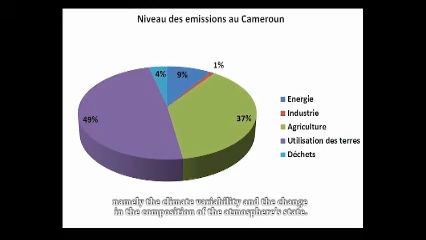 Niveau des emissions au Cameroun
4%
9%
1%
37%
49%
Energie
Industrie
Agriculture
Utilisation des terres
Déchets
namely the climate variability and the change
in the composition of the atmosphere's state.